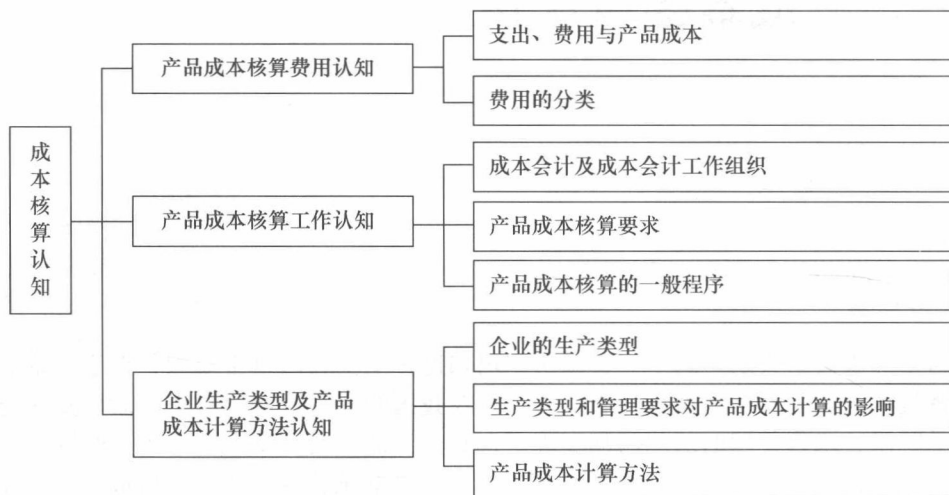 成本核算认知
产品成本核算费用认知
支出、费用与产品成本
费用的分类
产品成本核算工作认知
成本会计及成本会计工作组织
产品成本核算要求
产品成本核算的一般程序
企业生产类型及产品
成本计算方法认知
企业的生产类型
生产类型和管理要求对产品成本计算的影响
产品成本计算方法